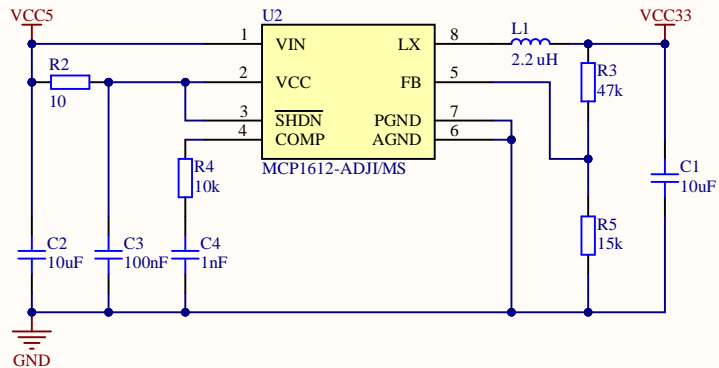 VCC5
U2
VCC33
1 VIN LX 8
L1
2.2 uH
R2
10
2 VCC FB 5
R3
47k
3 SHDN PGND 7
4 COMP AGND 6
MCP1612-ADJI/MS
R4
10k
C1
10uF
R5
15k
C2
10uF
C3
100nF
C4
1nF
GND